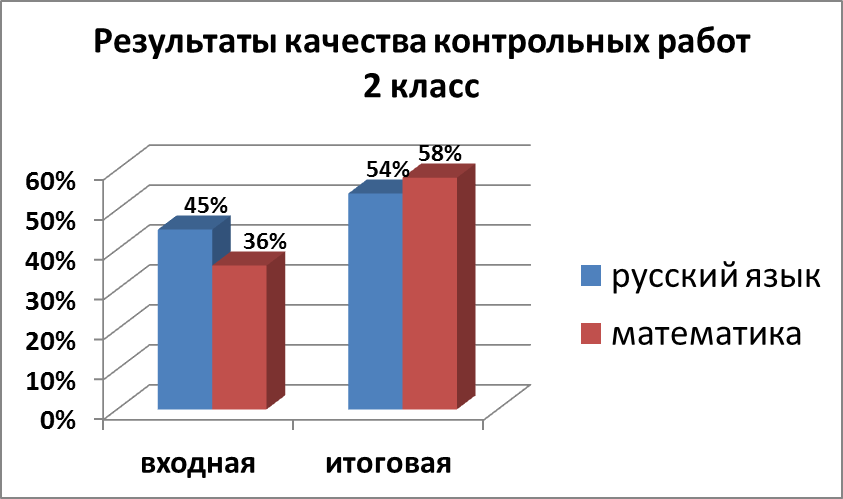 Результаты качества контрольных работ
2 класс
60%
50%
40%
30%
20%
10%
0%
45%
36%
54%
58%
входная
итоговая
русский язык
математика